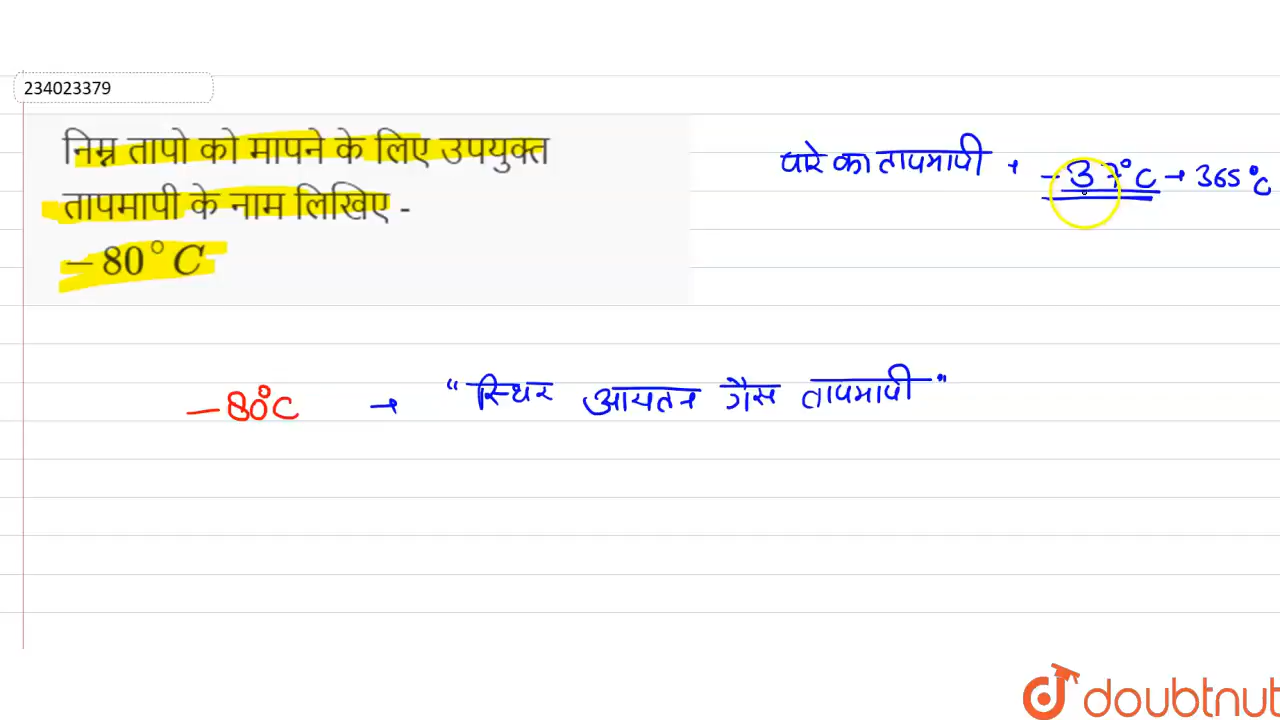 234023379
निम्न तापो को मापने के लिए उपयुक्त
तापमापी के नाम लिखिए -
− 80° C
पारे का तापमापी → −37°C → 365°C
−80°C → "स्थिर आयतन गैस तापमापी"
doubtnut